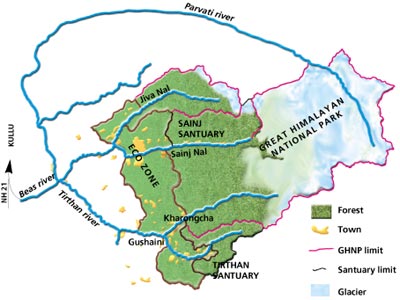 Parvati river
Jiva Nal
SAINJ
SANTUARY
GREAT HIMALAYAN
NATIONAL PARK
KULLU
ECO ZONE
Sainj Nal
Beas river
NH 21
Tirthan river
Kharongcha
Gushaini
TIRTHAN
SANTUARY
Forest
Town
GHNP limit
Santuary limit
Glacier